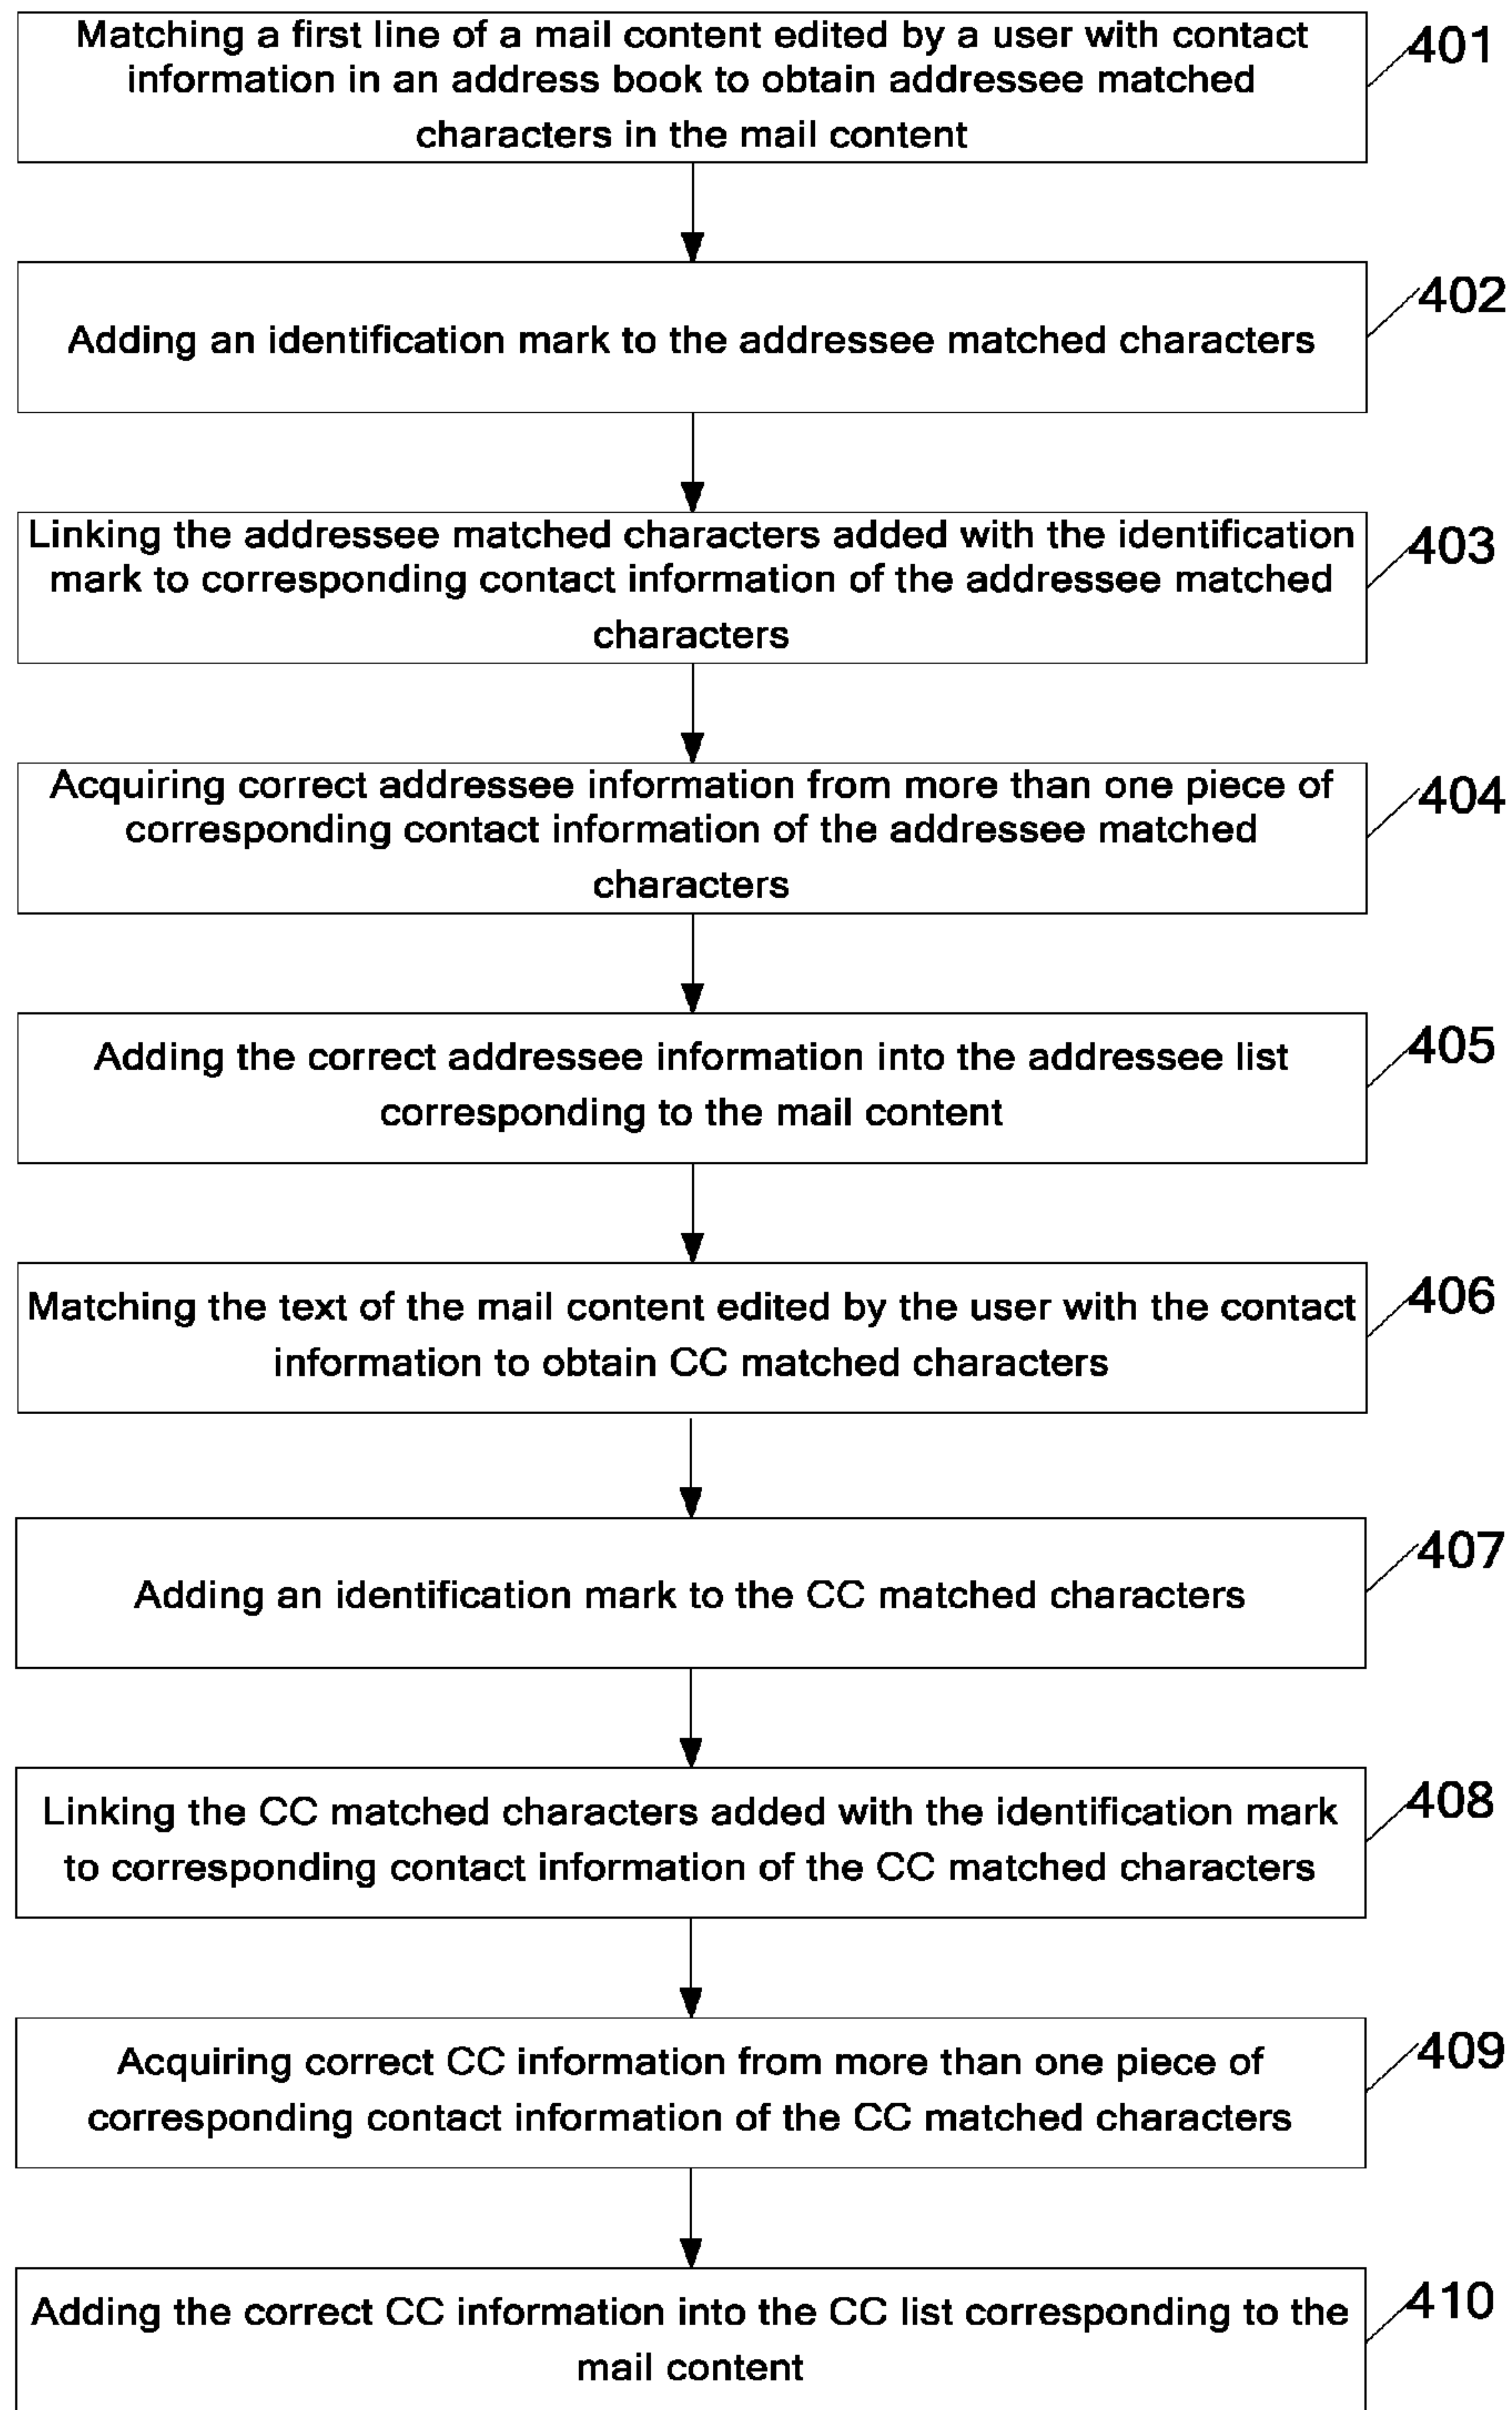 Matching a first line of a mail content edited by a user with contact
information in an address book to obtain addressee matched
characters in the mail content
401
Adding an identification mark to the addressee matched characters
402
Linking the addressee matched characters added with the identification
mark to corresponding contact information of the addressee matched
characters
403
Acquiring correct addressee information from more than one piece of
corresponding contact information of the addressee matched
characters
404
Adding the correct addressee information into the addressee list
corresponding to the mail content
405
Matching the text of the mail content edited by the user with the contact
information to obtain CC matched characters
406
Adding an identification mark to the CC matched characters
407
Linking the CC matched characters added with the identification mark
to corresponding contact information of the CC matched characters
408
Acquiring correct CC information from more than one piece of
corresponding contact information of the CC matched characters
409
Adding the correct CC information into the CC list corresponding to the
mail content
410